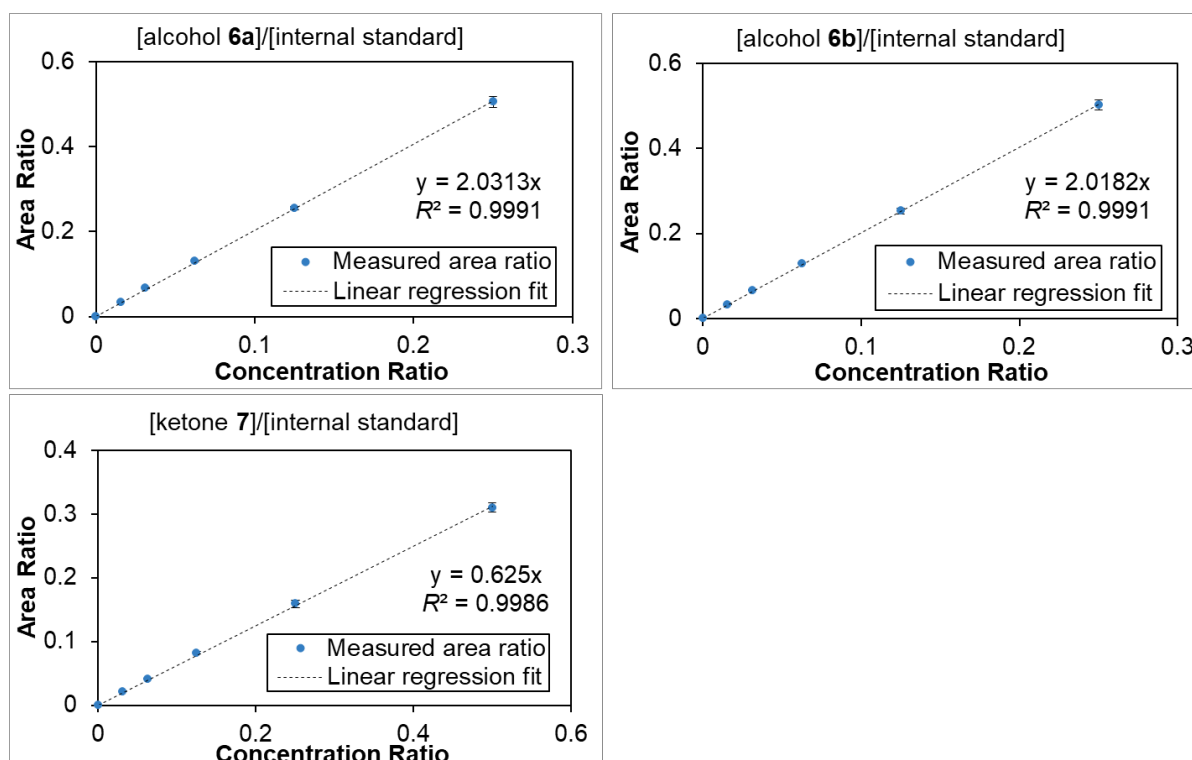 [alcohol 6a]/[internal standard]
0.6
0.4
0.2
0
Area Ratio
y = 2.0313x
R² = 0.9991
Measured area ratio
Linear regression fit
0 0.1 0.2 0.3
Concentration Ratio
[alcohol 6b]/[internal standard]
0.6
0.4
0.2
0
Area Ratio
y = 2.0182x
R² = 0.9991
Measured area ratio
Linear regression fit
0 0.1 0.2 0.3
Concentration Ratio
[ketone 7]/[internal standard]
0.4
0.3
0.2
0.1
0
Area Ratio
y = 0.625x
R² = 0.9986
Measured area ratio
Linear regression fit
0 0.2 0.4 0.6
Concentration Ratio